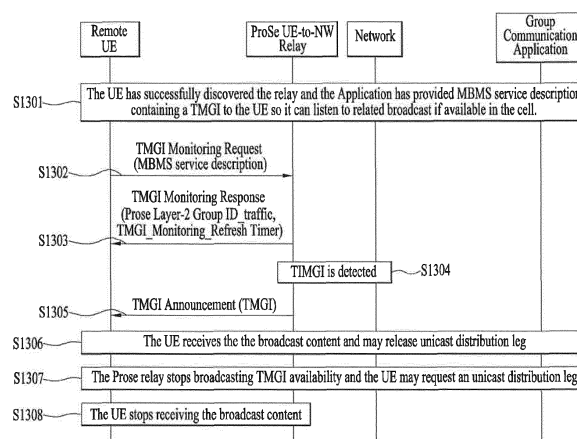 Remote
UE
ProSe UE-to-NW
Relay
Network
Group
Communication
Application
S1301
The UE has successfully discovered the relay and the Application has provided MBMS service description
containing a TMGI to the UE so it can listen to related broadcast if available in the cell.
TMGI Monitoring Request
(MBMS service description)
S1302
TMGI Monitoring Response
(Prose Layer-2 Group ID_traffic,
TMGI_Monitoring_Refresh Timer)
S1303
TIMGI is detected
S1304
TMGI Announcement (TMGI)
S1305
S1306
The UE receives the the broadcast content and may release unicast distribution leg
S1307
The Prose relay stops broadcasting TMGI availability and the UE may request an unicast distribution leg
S1308
The UE stops receiving the broadcast content